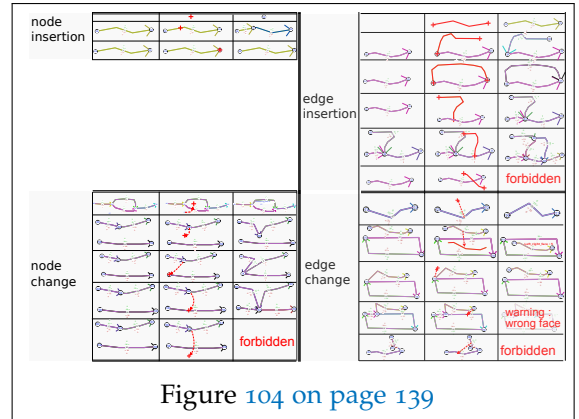 node
insertion
edge
insertion
forbidden
node
change
edge
change
warning :
wrong face
forbidden
forbidden
Figure 104 on page 139